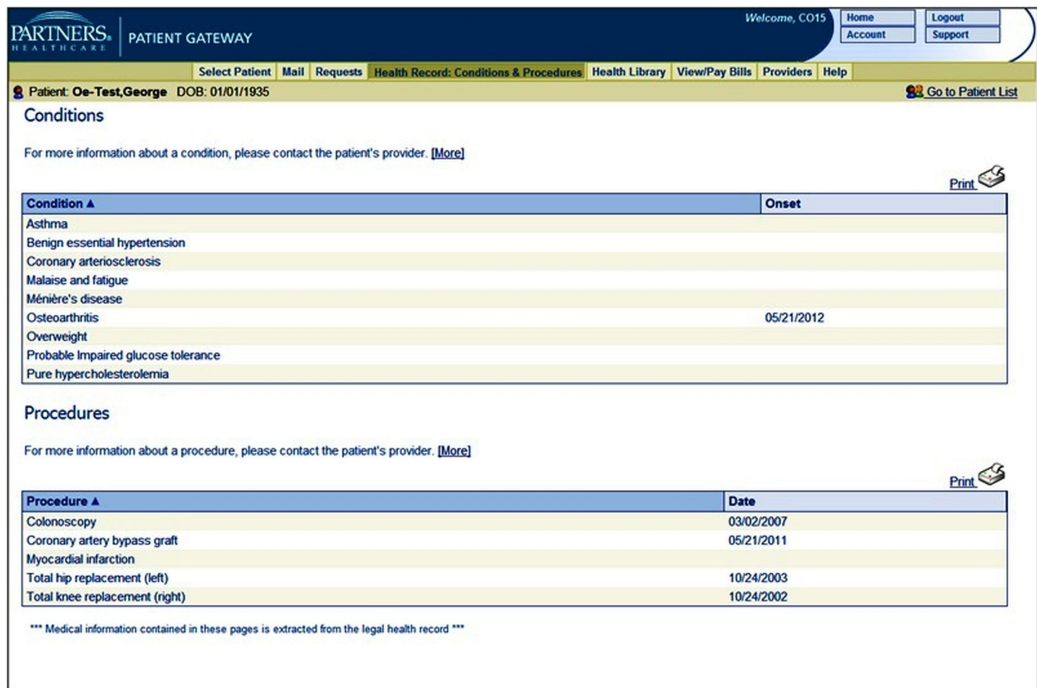 Welcome, CO15
Home
Logout
Account
Support
PARTNERS®
HEALTHCARE
PATIENT GATEWAY
Select Patient Mail Requests Health Record: Conditions & Procedures Health Library View/Pay Bills Providers Help
Patient: Oe-Test,George DOB: 01/01/1935
Go to Patient List
Conditions
For more information about a condition, please contact the patient's provider. [More]
Print
Condition ▲ Onset
Asthma
Benign essential hypertension
Coronary arteriosclerosis
Malaise and fatigue
Ménière's disease
Osteoarthritis 05/21/2012
Overweight
Probable Impaired glucose tolerance
Pure hypercholesterolemia
Procedures
For more information about a procedure, please contact the patient's provider. [More]
Print
Procedure ▲ Date
Colonoscopy 03/02/2007
Coronary artery bypass graft 05/21/2011
Myocardial infarction
Total hip replacement (left) 10/24/2003
Total knee replacement (right) 10/24/2002
*** Medical information contained in these pages is extracted from the legal health record ***